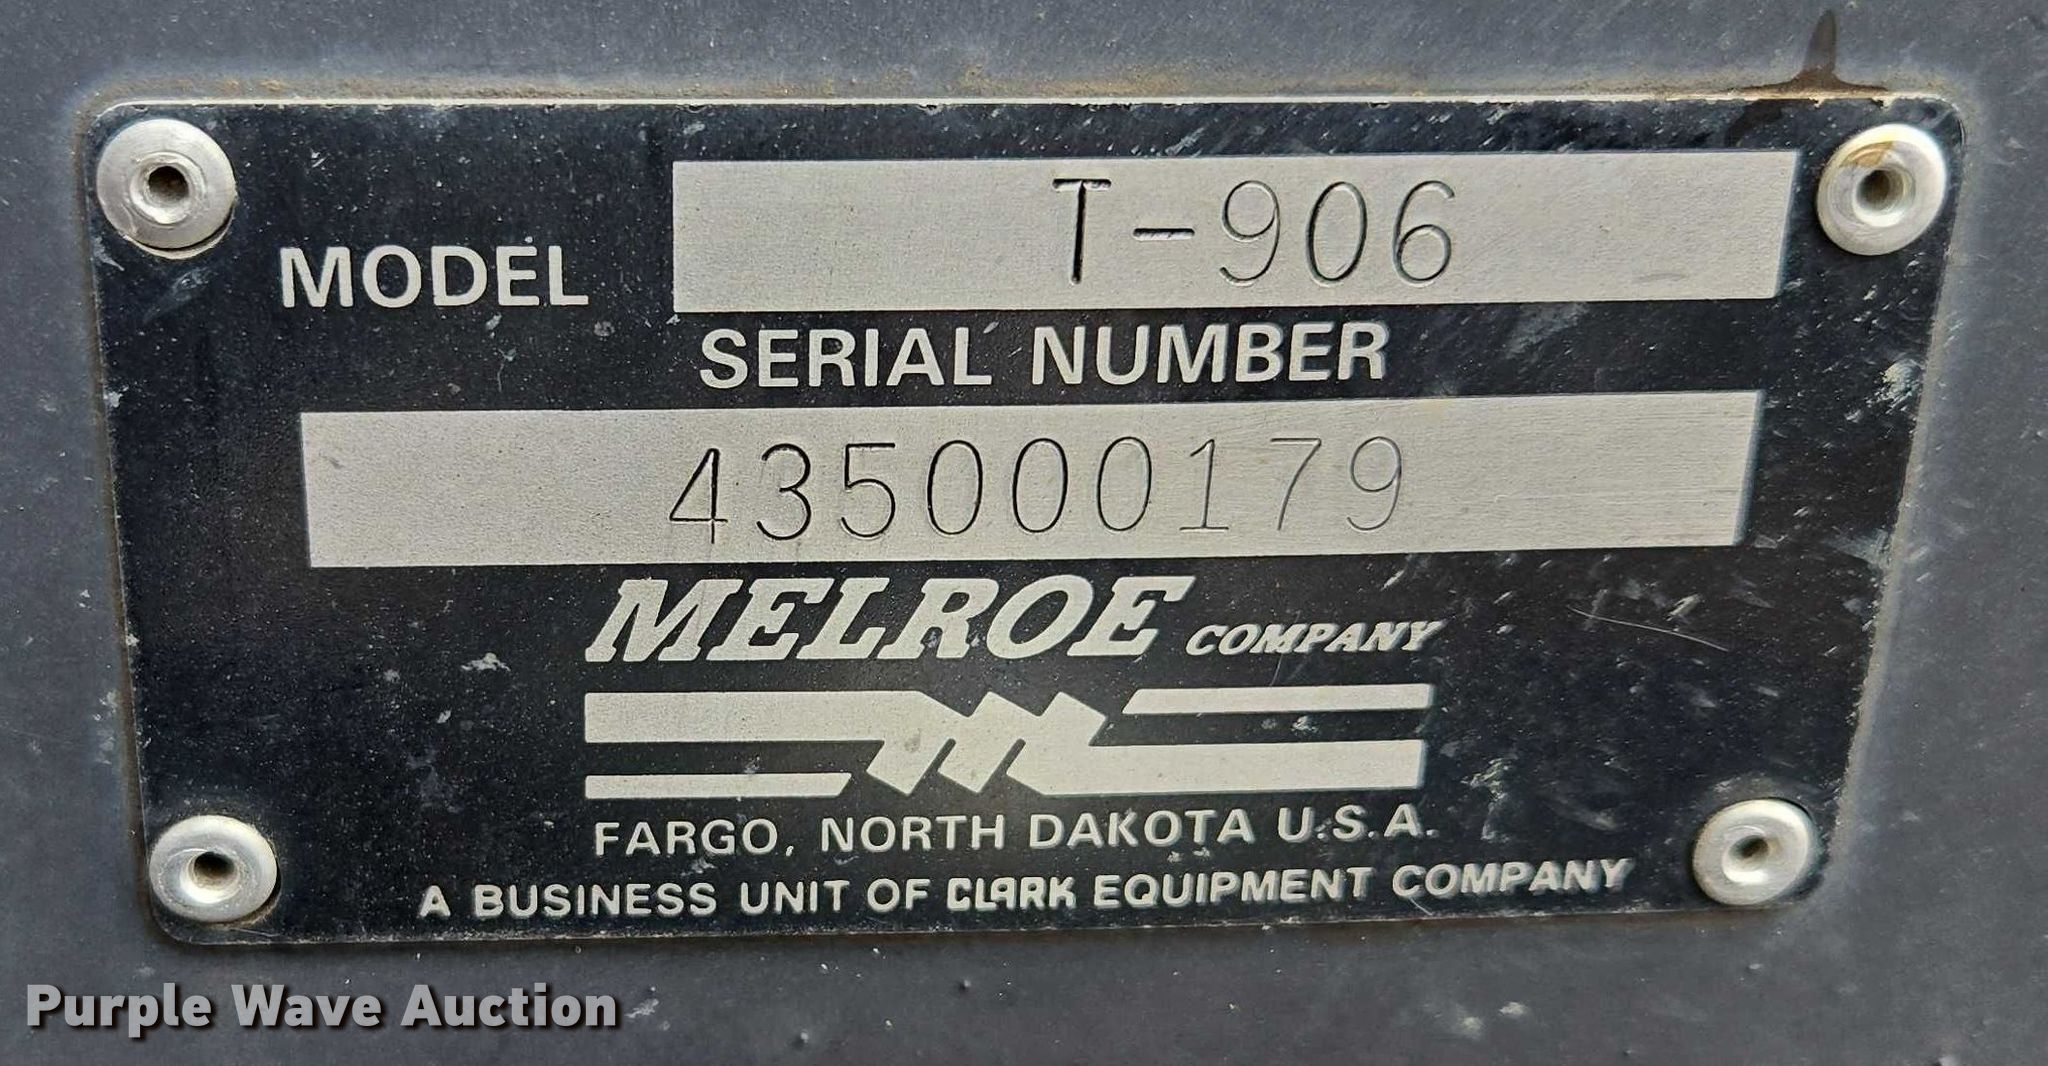 MODEL T-906
SERIAL NUMBER
435000179
MELROE COMPANY
FARGO, NORTH DAKOTA U.S.A.
A BUSINESS UNIT OF CLARK EQUIPMENT COMPANY
Purple Wave Auction